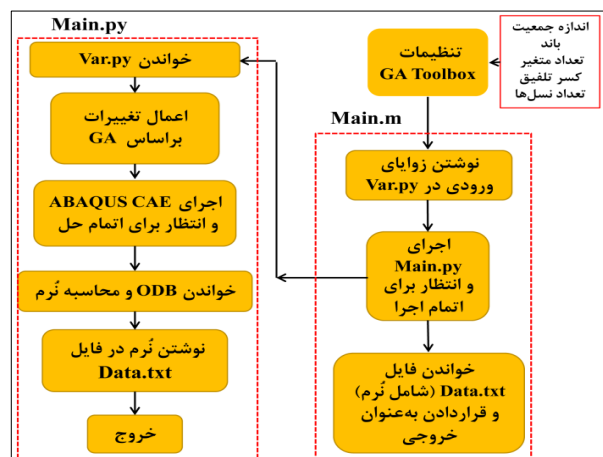 Main.py
خواندن Var.py
اعمال تغییرات
براساس GA
اجرای ABAQUS CAE
و انتظار برای اتمام حل
خواندن ODB و محاسبه نُرم
نوشتن نُرم در فایل
Data.txt
خروج
اندازه جمعیت
باند
تعداد متغیر
کسر تلفیق
تعداد نسل‌ها
تنظیمات
GA Toolbox
Main.m
نوشتن زوایای
ورودی در Var.py
اجرای
Main.py
و انتظار برای
اتمام اجرا
خواندن فایل
Data.txt (شامل نُرم)
و قراردادن به‌عنوان
خروجی